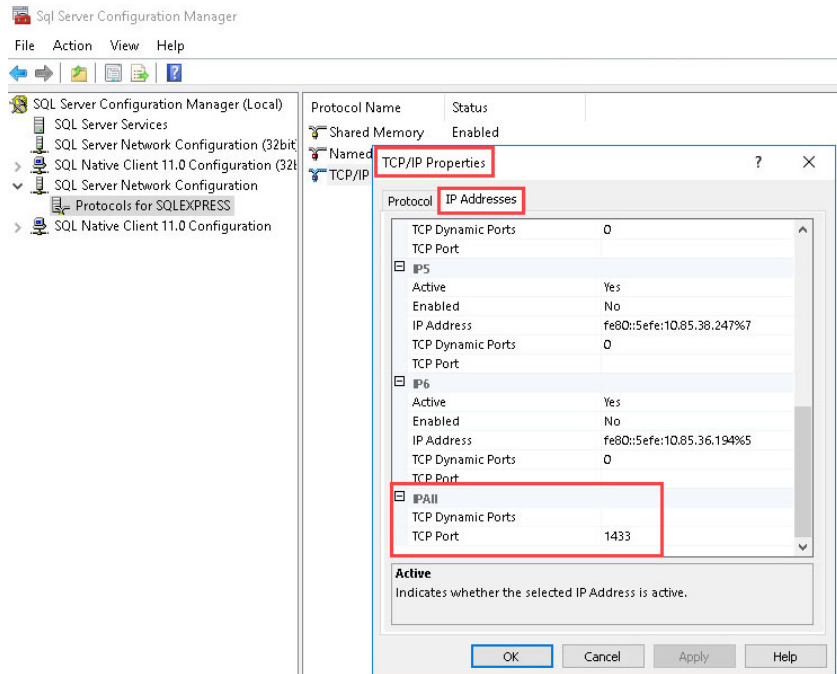 Sql Server Configuration Manager
File Action View Help
SQL Server Configuration Manager (Local)
SQL Server Services
SQL Server Network Configuration (32bit
SQL Native Client 11.0 Configuration (32b
SQL Server Network Configuration
Protocols for SQLEXPRESS
SQL Native Client 11.0 Configuration
Protocol Name Status
Shared Memory Enabled
Named
TCP/IP
TCP/IP Properties ? ×
Protocol IP Addresses
TCP Dynamic Ports 0
TCP Port
IP5
Active Yes
Enabled No
IP Address fe80::5efe:10.85.38.247%7
TCP Dynamic Ports 0
TCP Port
IP6
Active Yes
Enabled No
IP Address fe80::5efe:10.85.36.194%5
TCP Dynamic Ports 0
TCP Port
IPAll
TCP Dynamic Ports
TCP Port 1433
Active
Indicates whether the selected IP Address is active.
OK Cancel Apply Help